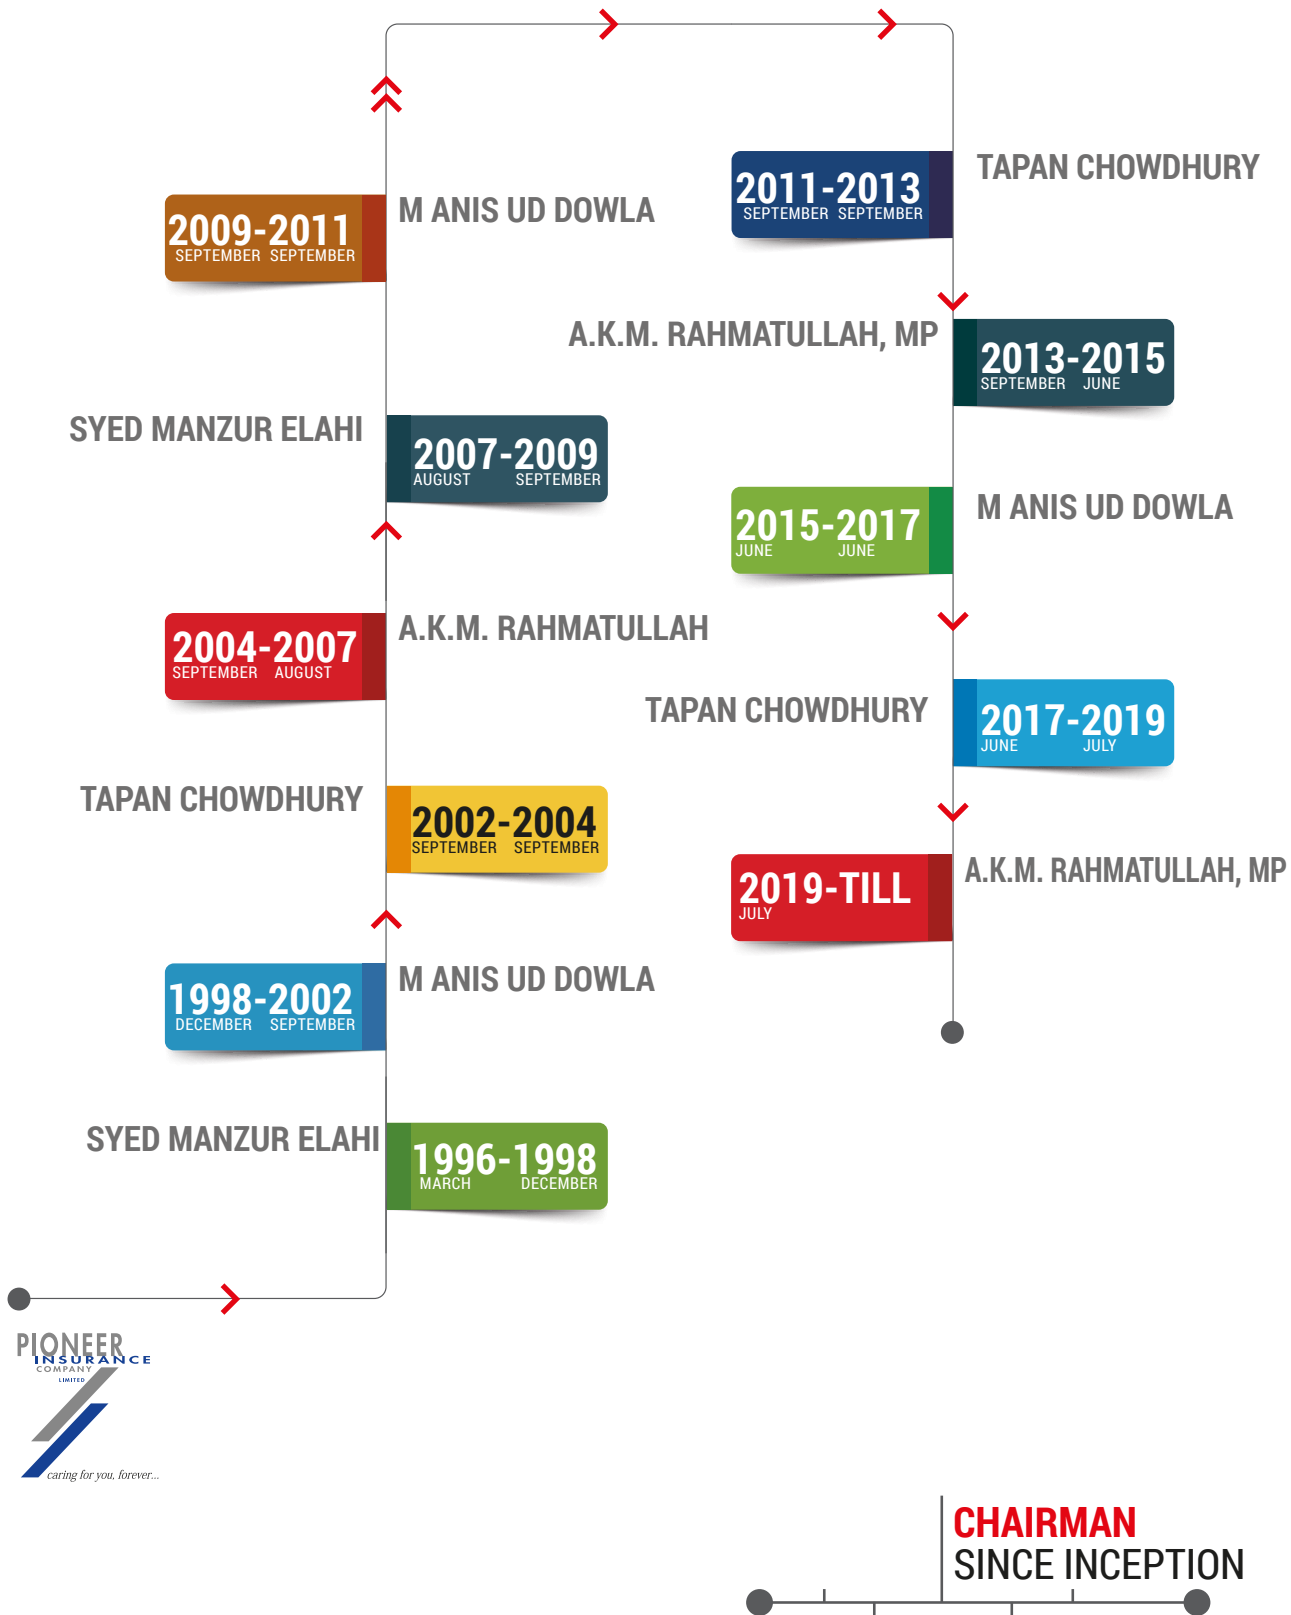 TAPAN CHOWDHURY
2011-2013
SEPTEMBER SEPTEMBER
M ANIS UD DOWLA
2009-2011
SEPTEMBER SEPTEMBER
A.K.M. RAHMATULLAH, MP
2013-2015
SEPTEMBER JUNE
SYED MANZUR ELAHI
2007-2009
AUGUST SEPTEMBER
M ANIS UD DOWLA
2015-2017
JUNE JUNE
A.K.M. RAHMATULLAH
2004-2007
SEPTEMBER AUGUST
TAPAN CHOWDHURY
2017-2019
JUNE JULY
TAPAN CHOWDHURY
2002-2004
SEPTEMBER SEPTEMBER
A.K.M. RAHMATULLAH, MP
2019-TILL
JULY
M ANIS UD DOWLA
1998-2002
DECEMBER SEPTEMBER
SYED MANZUR ELAHI
1996-1998
MARCH DECEMBER
PIONEER
INSURANCE
COMPANY
LIMITED
caring for you, forever...
CHAIRMAN
SINCE INCEPTION